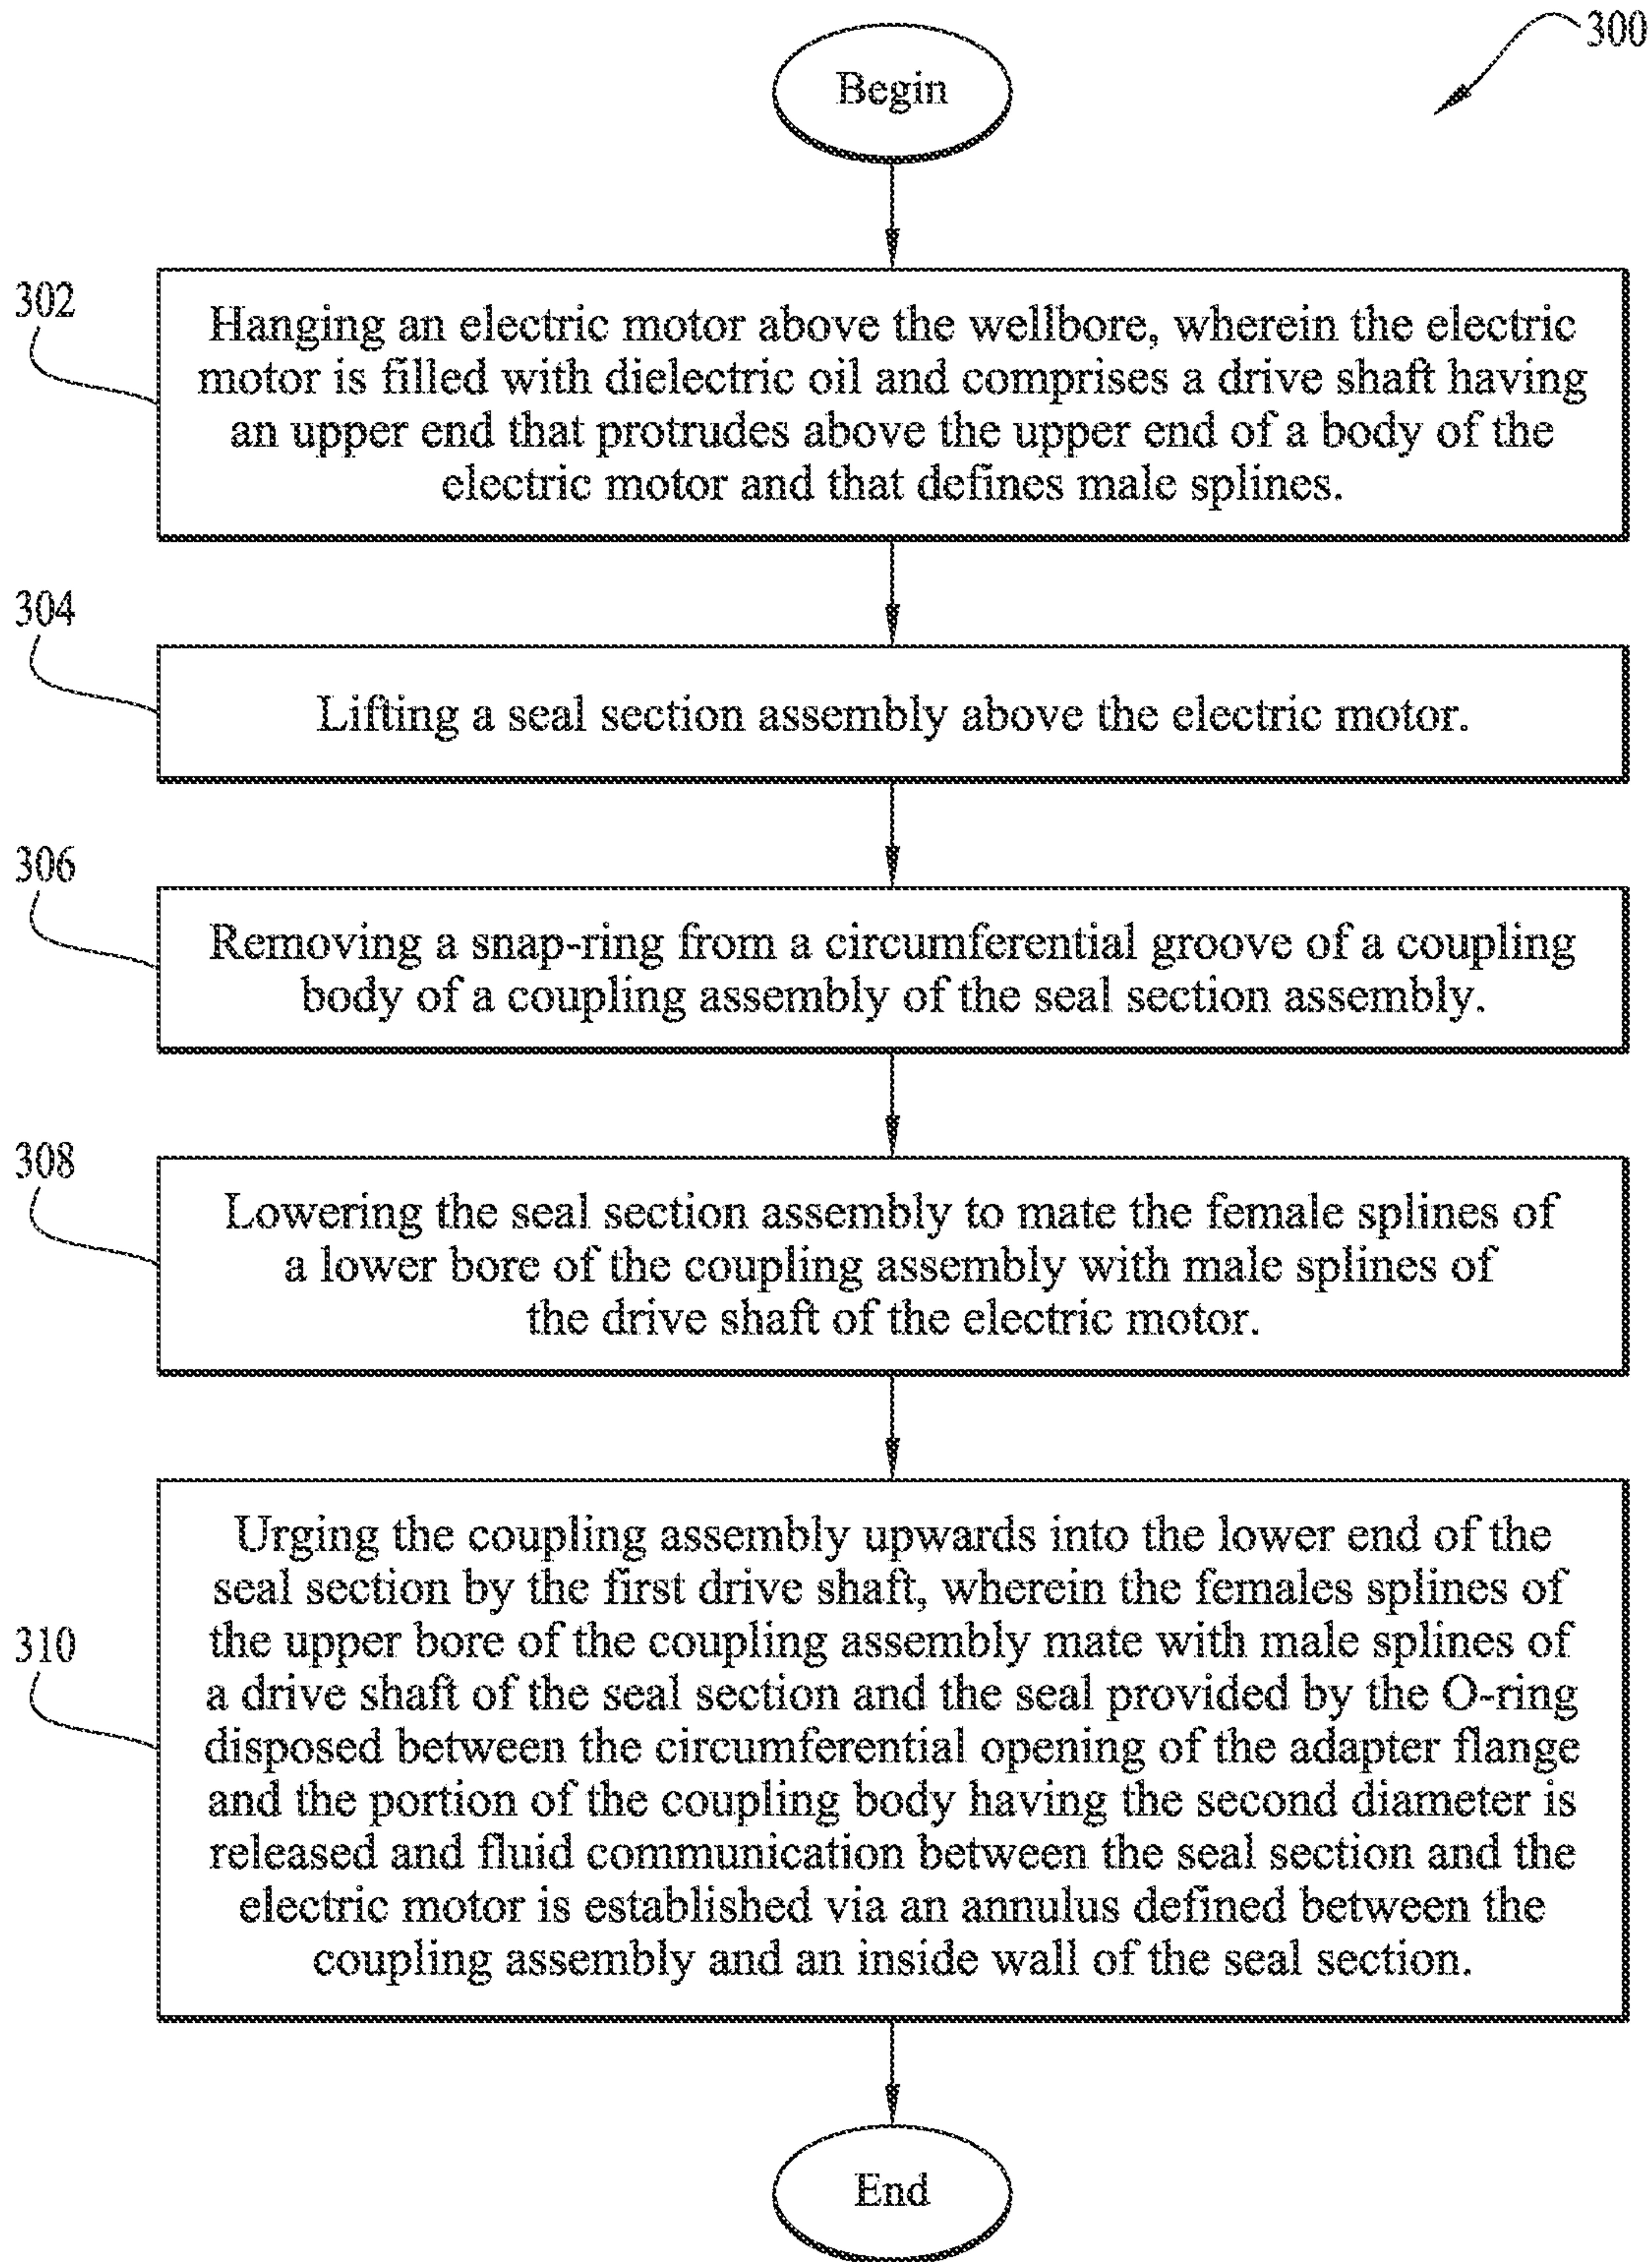 300
Begin
302
Hanging an electric motor above the wellbore, wherein the electric
motor is filled with dielectric oil and comprises a drive shaft having
an upper end that protrudes above the upper end of a body of the
electric motor and that defines male splines.
304
Lifting a seal section assembly above the electric motor.
306
Removing a snap-ring from a circumferential groove of a coupling
body of a coupling assembly of the seal section assembly.
308
Lowering the seal section assembly to mate the female splines of
a lower bore of the coupling assembly with male splines of
the drive shaft of the electric motor.
310
Urging the coupling assembly upwards into the lower end of the
seal section by the first drive shaft, wherein the females splines of
the upper bore of the coupling assembly mate with male splines of
a drive shaft of the seal section and the seal provided by the O-ring
disposed between the circumferential opening of the adapter flange
and the portion of the coupling body having the second diameter is
released and fluid communication between the seal section and the
electric motor is established via an annulus defined between the
coupling assembly and an inside wall of the seal section.
End